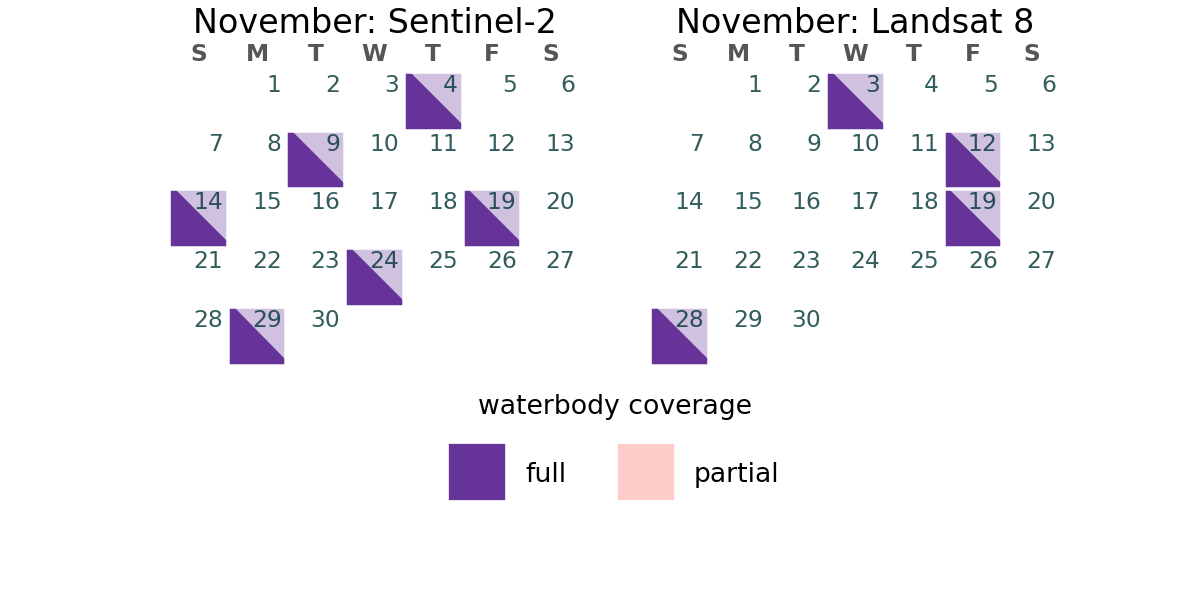 November: Sentinel-2
S M T W T F S
1 2 3 4 5 6
7 8 9 10 11 12 13
14 15 16 17 18 19 20
21 22 23 24 25 26 27
28 29 30
November: Landsat 8
S M T W T F S
1 2 3 4 5 6
7 8 9 10 11 12 13
14 15 16 17 18 19 20
21 22 23 24 25 26 27
28 29 30
waterbody coverage
full partial